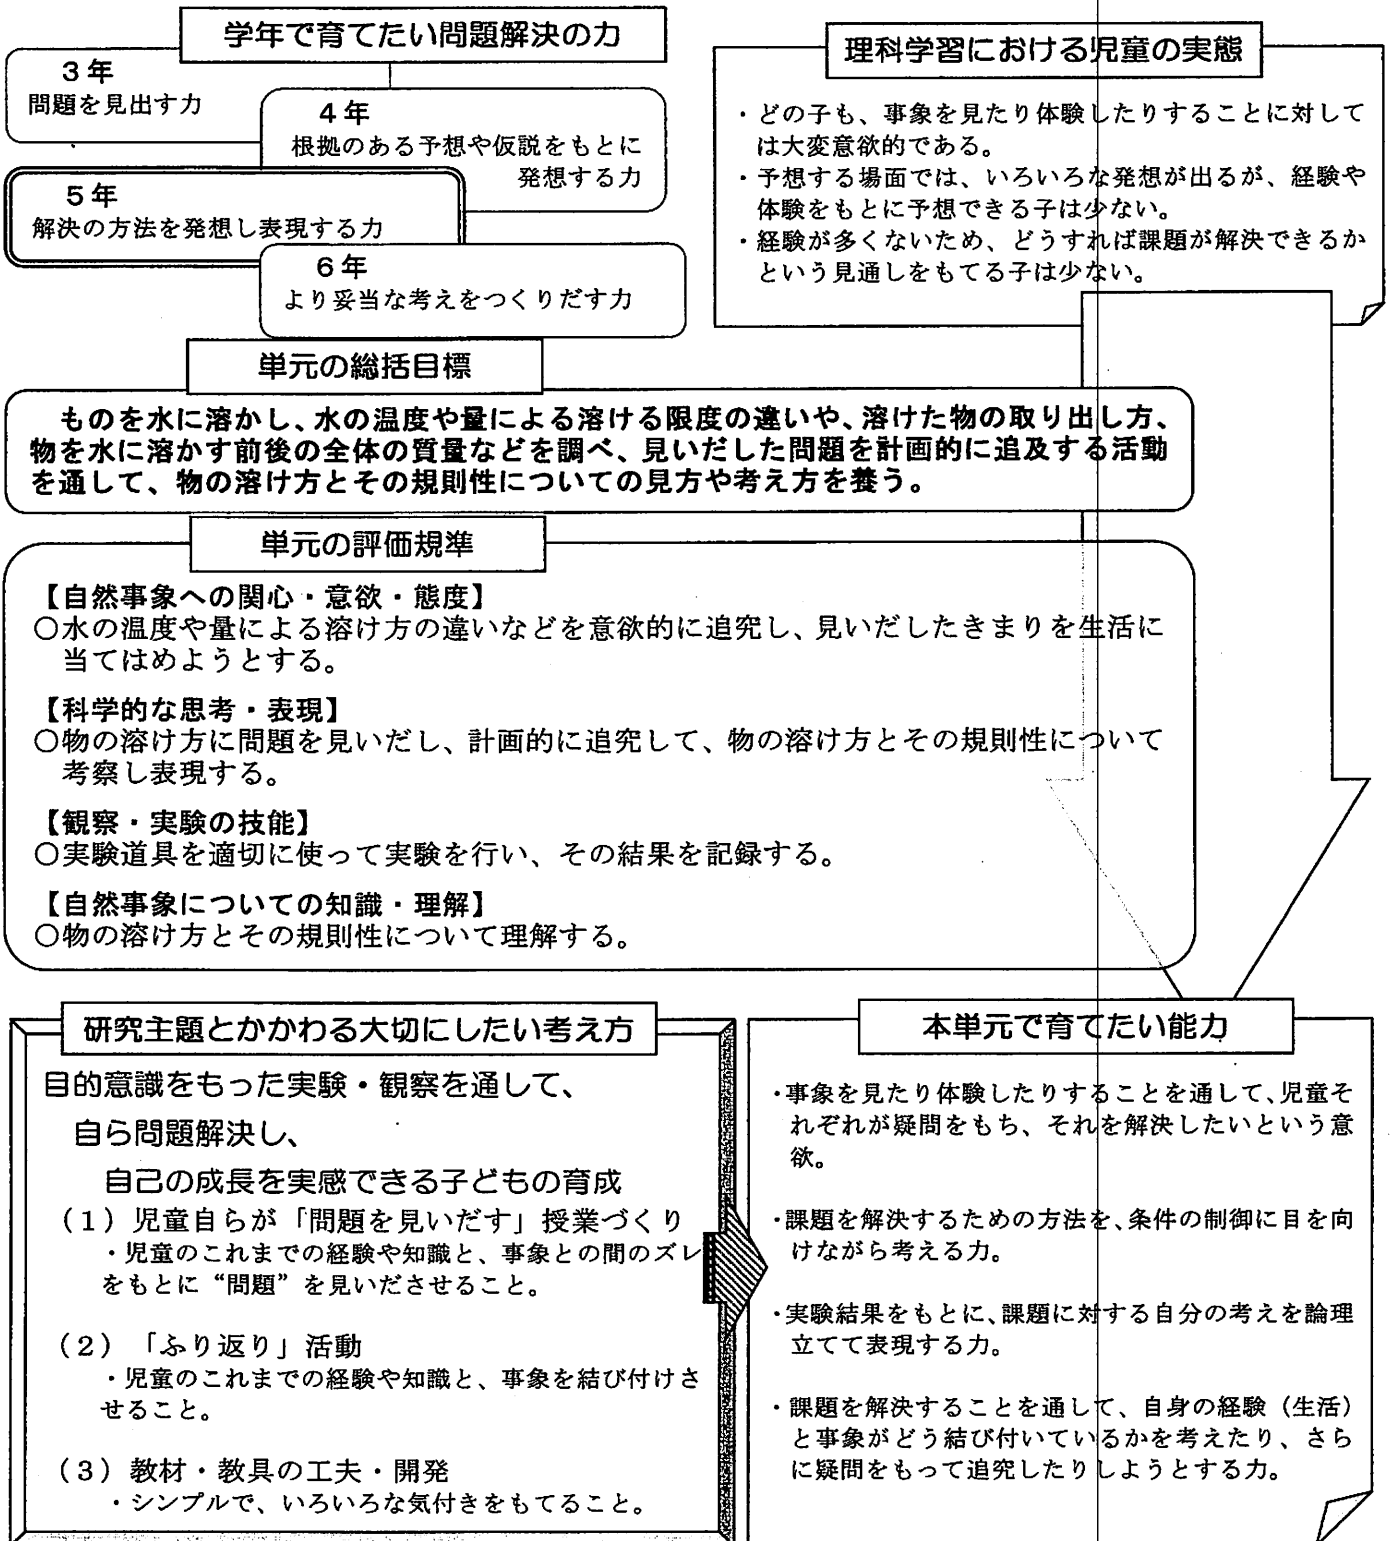 学年で育てたい問題解決の力
3年
問題を見出す力
4年
根拠のある予想や仮説をもとに
発想する力
5年
解決の方法を発想し表現する力
6年
より妥当な考えをつくりだす力
理科学習における児童の実態
・どの子も、事象を見たり体験したりすることに対して
は大変意欲的である。
・予想する場面では、いろいろな発想が出るが、経験や
体験をもとに予想できる子は少ない。
・経験が多くないため、どうすれば課題が解決できるか
という見通しをもてる子は少ない。
単元の総括目標
ものを水に溶かし、水の温度や量による溶ける限度の違いや、溶けた物の取り出し方、
物を水に溶かす前後の全体の質量などを調べ、見いだした問題を計画的に追及する活動
を通して、物の溶け方とその規則性についての見方や考え方を養う。
単元の評価規準
【自然事象への関心・意欲・態度】
○水の温度や量による溶け方の違いなどを意欲的に追究し、見いだしたきまりを生活に
当てはめようとする。
【科学的な思考・表現】
○物の溶け方に問題を見いだし、計画的に追究して、物の溶け方とその規則性について
考察し表現する。
【観察・実験の技能】
○実験道具を適切に使って実験を行い、その結果を記録する。
【自然事象についての知識・理解】
○物の溶け方とその規則性について理解する。
研究主題とかかわる大切にしたい考え方
目的意識をもった実験・観察を通して、
自ら問題解決し、
自己の成長を実感できる子どもの育成
(1)児童自らが「問題を見いだす」授業づくり
・児童のこれまでの経験や知識と、事象との間のズレ
をもとに“問題”を見いださせること。
(2)「ふり返り」活動
・児童のこれまでの経験や知識と、事象を結び付けさ
せること。
(3)教材・教具の工夫・開発
・シンプルで、いろいろな気付きをもてること。
本単元で育てたい能力
・事象を見たり体験したりすることを通して、児童そ
れぞれが疑問をもち、それを解決したいという意
欲。
・課題を解決するための方法を、条件の制御に目を向
けながら考える力。
・実験結果をもとに、課題に対する自分の考えを論理
立てて表現する力。
・課題を解決することを通して、自身の経験(生活)
と事象がどう結び付いているかを考えたり、さら
に疑問をもって追究したりしようとする力。